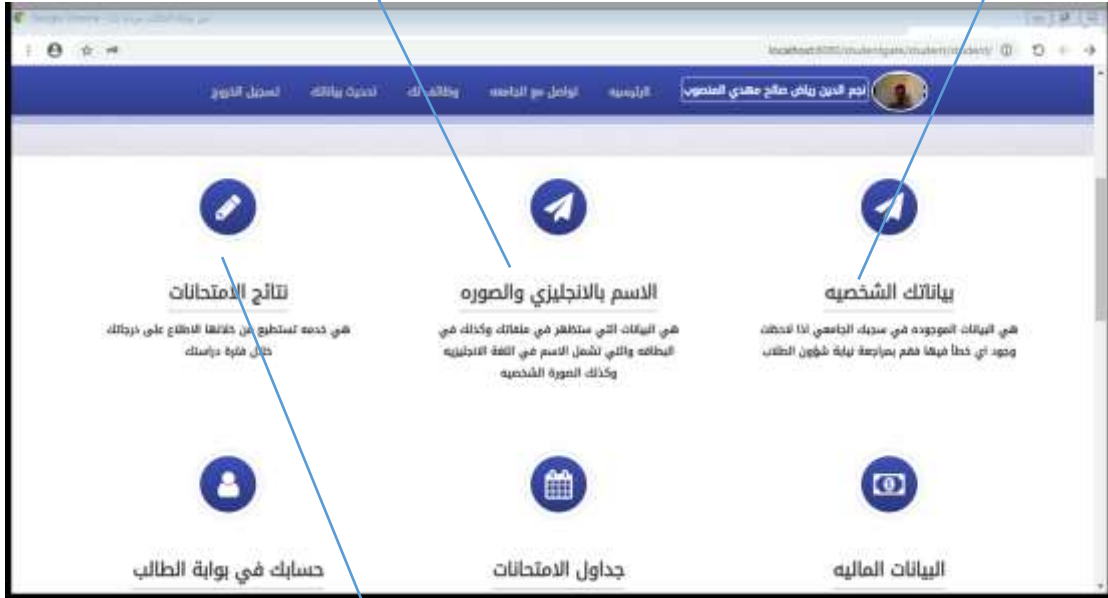 نجم الدين رياض صالح مهدي المنصوب
الرئيسيه تواصل مع الجامعه وظائف لك تحديث بياناتك تسجيل الخروج
بياناتك الشخصيه
هي البيانات الموجوده في سجلك الجامعي اذا لاحظت
وجود اي خطأ فيها فقم بمراجعة نيابة شؤون الطلاب
الاسم بالانجليزي والصوره
هي البيانات التي ستظهر في ملفاتك وكذلك في
البطاقه والتي تشمل الاسم في اللغة الانجليزيه
وكذلك الصورة الشخصيه
نتائج الامتحانات
هي خدمه تستطيع من خلالها الاطلاع على درجاتك
خلال فترة دراستك
البيانات الماليه
جداول الامتحانات
حسابك في بوابة الطالب